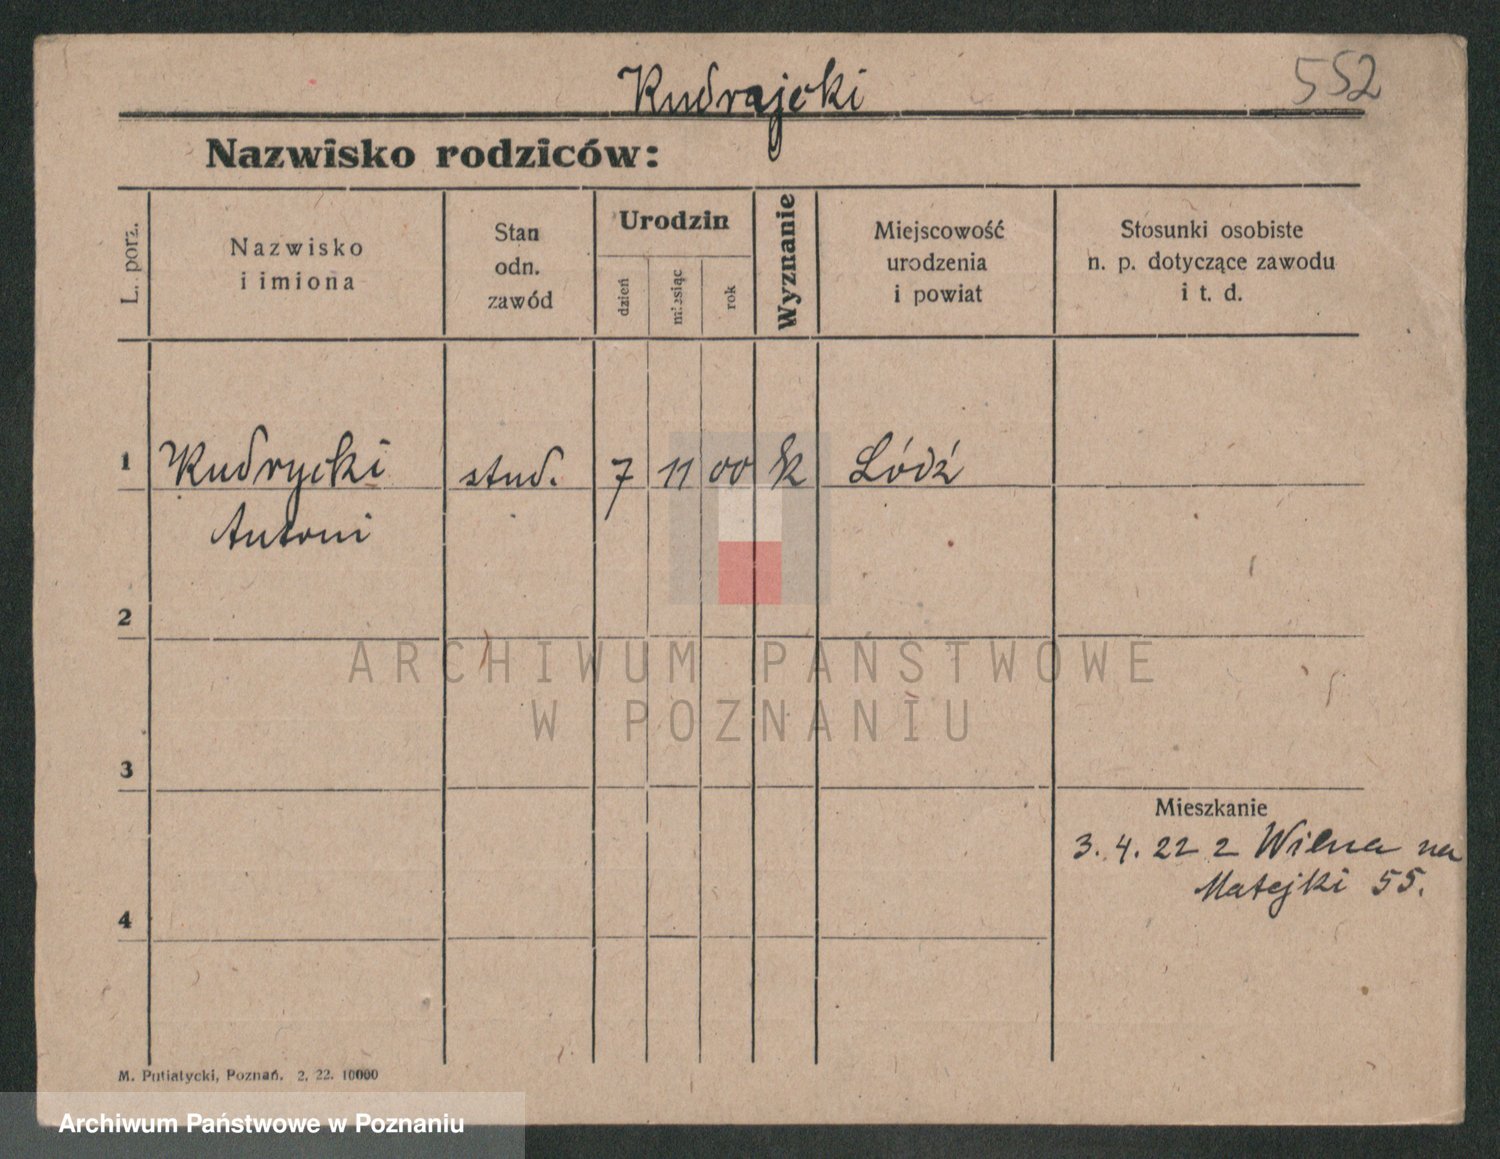 Kudrajcki
552
Nazwisko rodziców:
L. porz.
Nazwisko
i imiona
Stan
odn.
zawód
Urodzin
dzień
miesiąc
rok
Wyznanie
Miejscowość
urodzenia
i powiat
Stosunki osobiste
n. p. dotyczące zawodu
i t. d.
1 Kudrycki stud. 7 11 00 k Łódź
Antoni
2
ARCHIWUM PAŃSTWOWE
W POZNANIU
3
Mieszkanie
3. 4. 22 z Wilna na
Matejki 55.
4
M. Putiatycki, Poznań. 2. 22. 10000
Archiwum Państwowe w Poznaniu